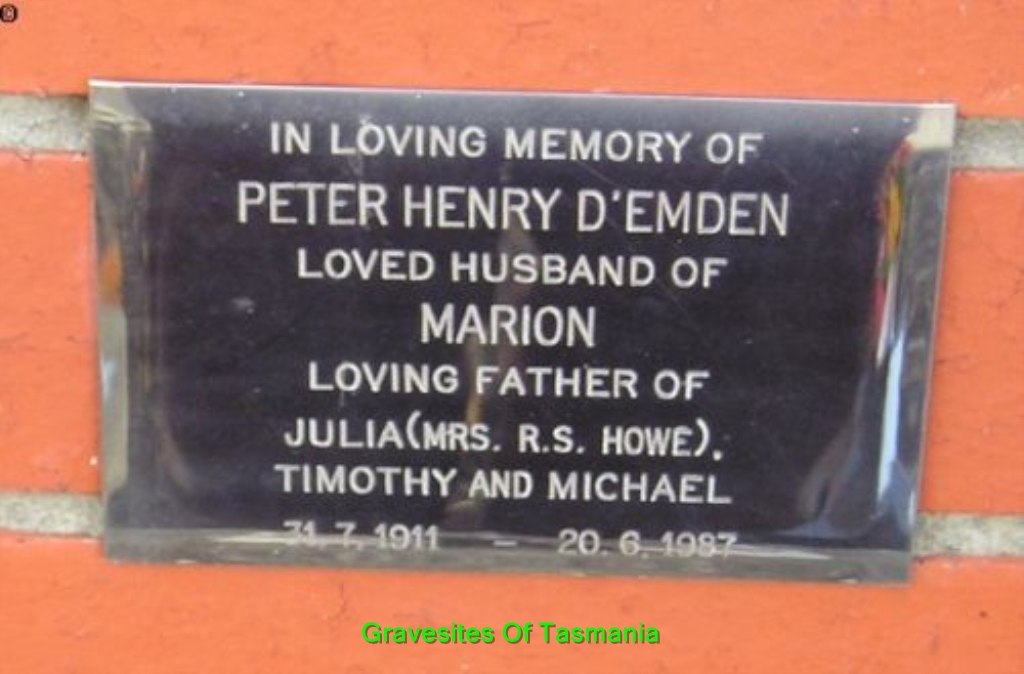 IN LOVING MEMORY OF
PETER HENRY D'EMDEN
LOVED HUSBAND OF
MARION
LOVING FATHER OF
JULIA(MRS. R.S. HOWE),
TIMOTHY AND MICHAEL
31.7.1911 – 20.6.1987
Gravesites Of Tasmania